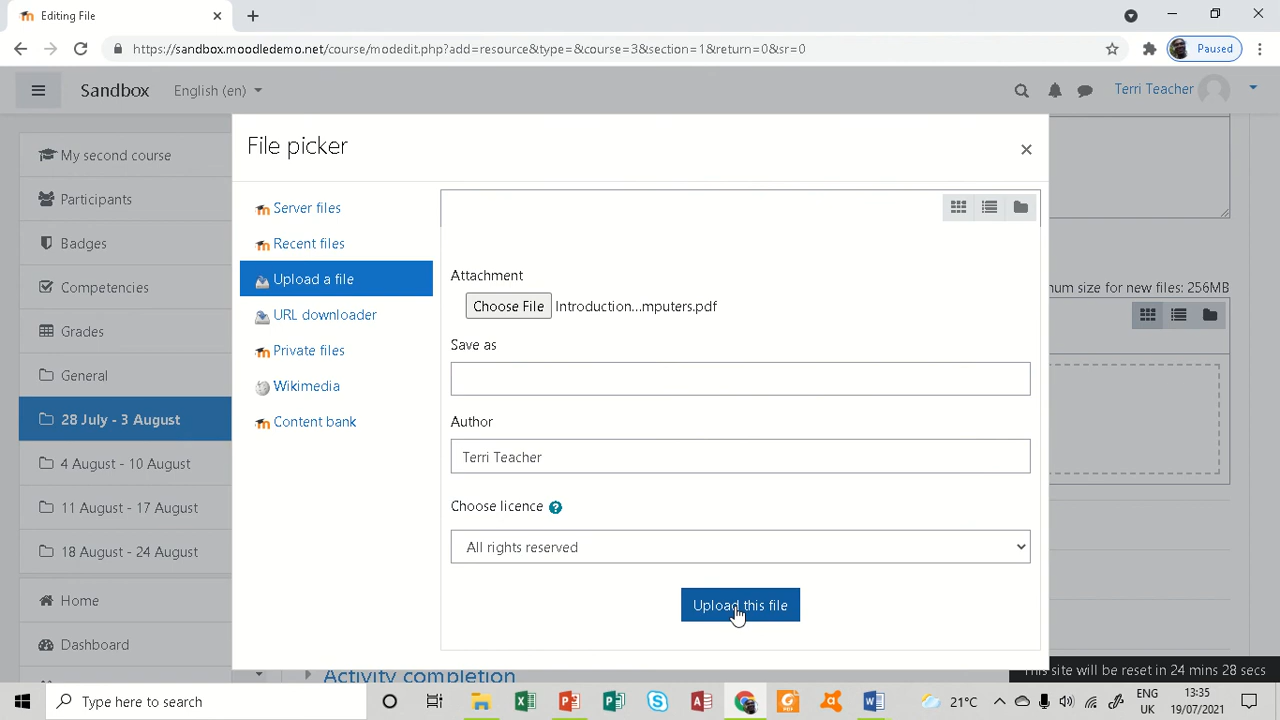 Editing File
https://sandbox.moodledemo.net/course/modedit.php?add=resource&type=&course=3&section=1&return=0&sr=0
Paused
Sandbox
English (en)
Terri Teacher
My second course
Participants
Badges
Competencies
Grades
General
28 July - 3 August
4 August - 10 August
11 August - 17 August
18 August - 24 August
Home
Dashboard
File picker
Server files
Recent files
Upload a file
URL downloader
Private files
Wikimedia
Content bank
Attachment
Choose File Introduction...mputers.pdf
Save as
Author
Terri Teacher
Choose licence
All rights reserved
Upload this file
size for new files: 256MB
Activity completion
This site will be reset in 24 mins 28 secs
Type here to search
21°C
ENG
UK
13:35
19/07/2021